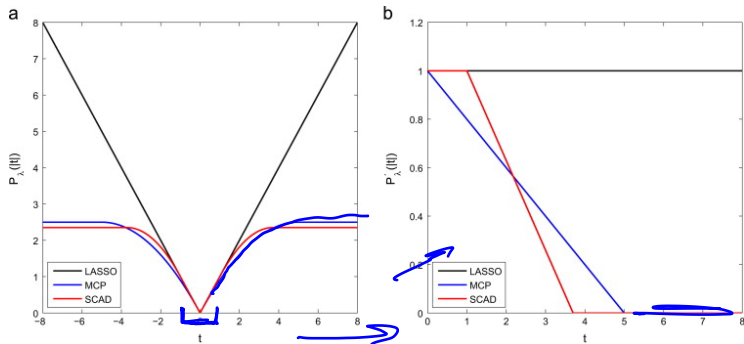 a
8
7
6
5
4
3
2
1
0
P_λ(|t|)
−8 −6 −4 −2 2 4 6 8
t
LASSO
MCP
SCAD
b
1.2
1
0.8
0.6
0.4
0.2
0
P'_λ(|t|)
0 1 2 3 4 5 6 7 8
t
LASSO
MCP
SCAD